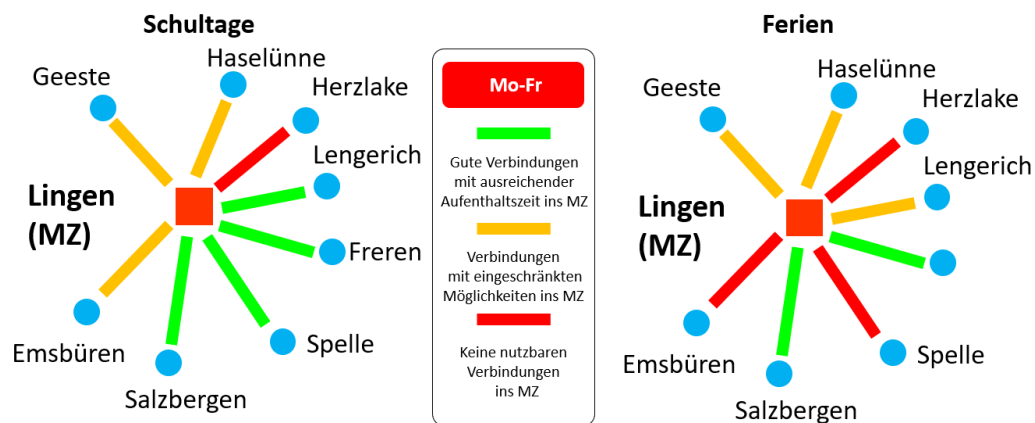 Schultage
Haselünne
Geeste
Herzlake
Lengerich
Lingen
(MZ)
Freren
Spelle
Emsbüren
Salzbergen
Mo-Fr
Gute Verbindungen
mit ausreichender
Aufenthaltszeit ins MZ
Verbindungen
mit eingeschränkten
Möglichkeiten ins MZ
Keine nutzbaren
Verbindungen
ins MZ
Ferien
Haselünne
Geeste
Herzlake
Lengerich
Lingen
(MZ)
Spelle
Emsbüren
Salzbergen